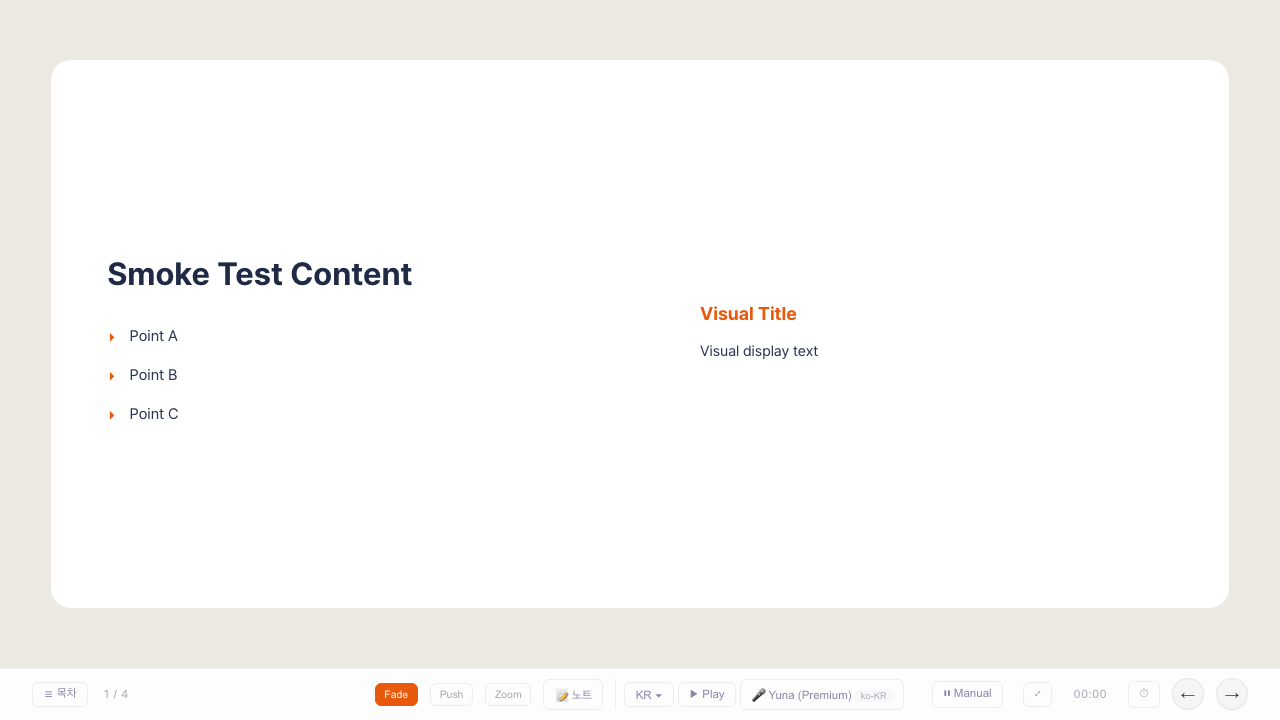 Smoke Test Content
Point A
Point B
Point C
Visual Title
Visual display text
≡ 목차
1 / 4
Fade
Push
Zoom
📝 노트
KR
Play
🎤 Yuna (Premium) ko-KR
Manual
00:00